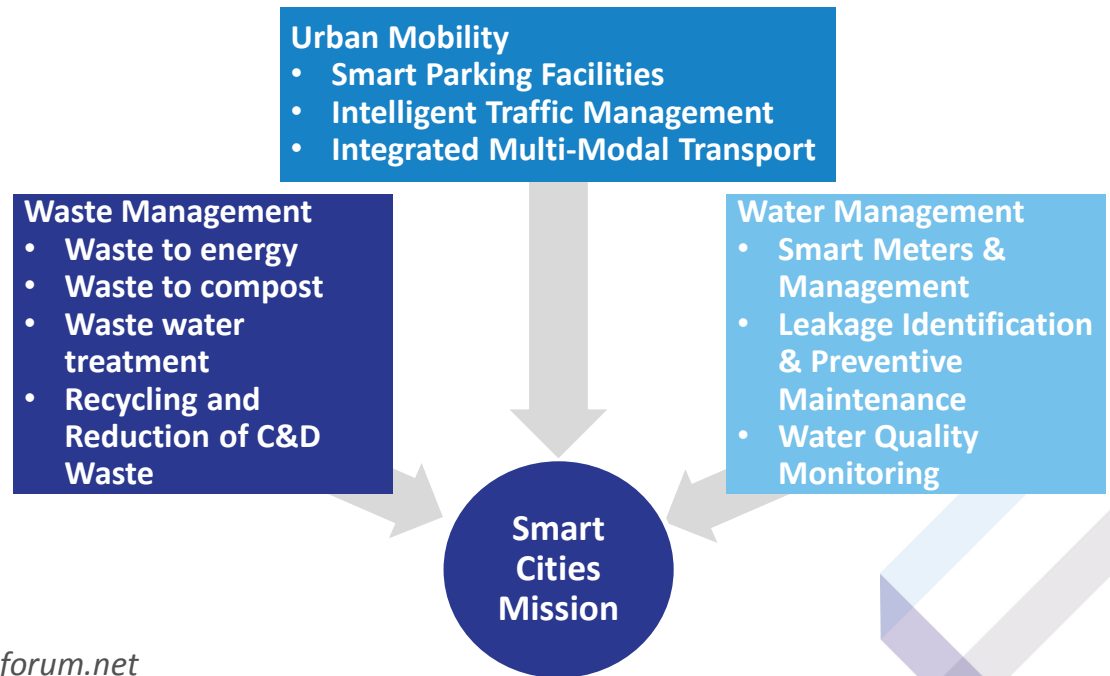 Urban Mobility
• Smart Parking Facilities
• Intelligent Traffic Management
• Integrated Multi-Modal Transport
Waste Management
• Waste to energy
• Waste to compost
• Waste water
treatment
• Recycling and
Reduction of C&D
Waste
Water Management
• Smart Meters &
Management
• Leakage Identification
& Preventive
Maintenance
• Water Quality
Monitoring
Smart
Cities
Mission
forum.net